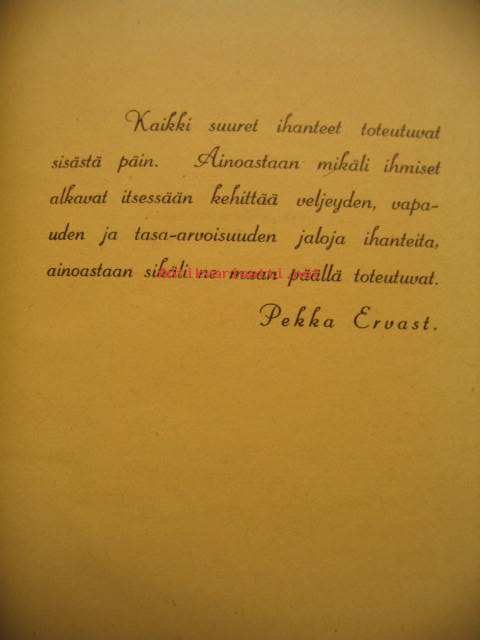 Kaikki suuret ihanteet toteutuvat
sisästä päin. Ainoastaan mikäli ihmiset
alkavat itsessään kehittää veljeyden, vapa-
uden ja tasa-arvoisuuden jaloja ihanteita,
ainoastaan sikäli ne maan päällä toteutuvat.
Pekka Ervast.